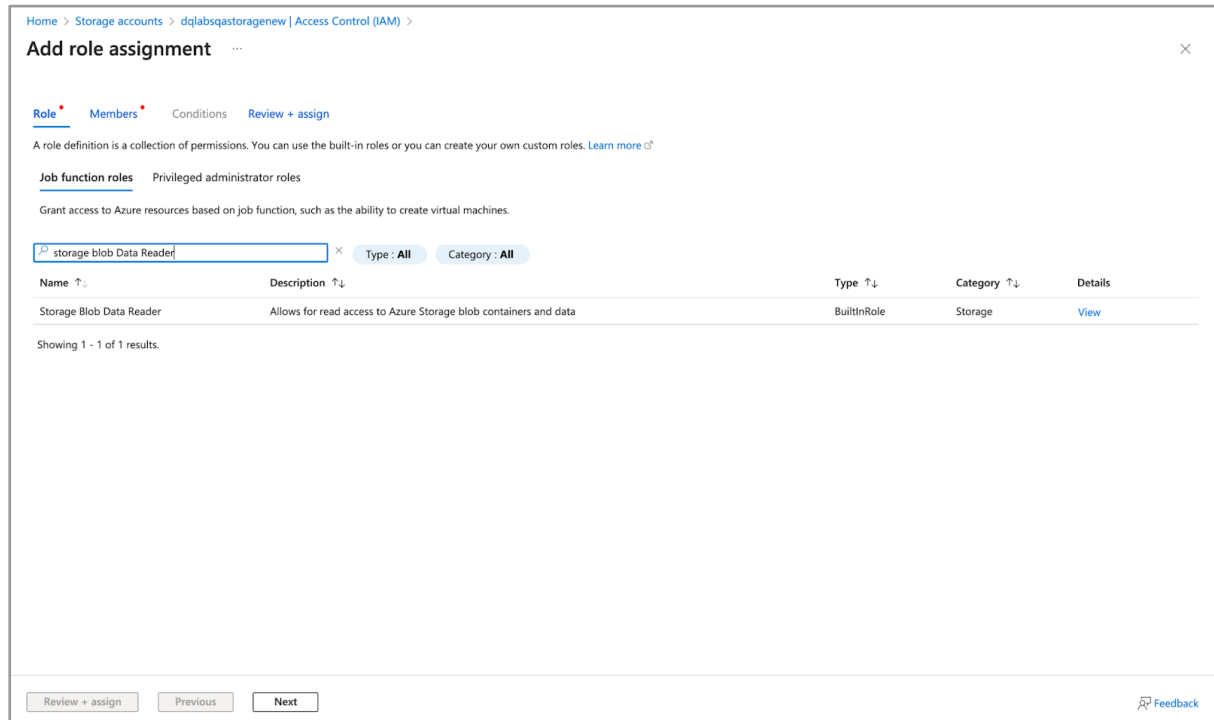 Home > Storage accounts > dqlabsqastoragenew | Access Control (IAM) >
Add role assignment ...
Role Members Conditions Review + assign
A role definition is a collection of permissions. You can use the built-in roles or you can create your own custom roles. Learn more
Job function roles Privileged administrator roles
Grant access to Azure resources based on job function, such as the ability to create virtual machines.
storage blob Data Reader Type : All Category : All
Name ↑↓ Description ↑↓ Type ↑↓ Category ↑↓ Details
Storage Blob Data Reader Allows for read access to Azure Storage blob containers and data BuiltInRole Storage View
Showing 1 - 1 of 1 results.
Review + assign Previous Next Feedback